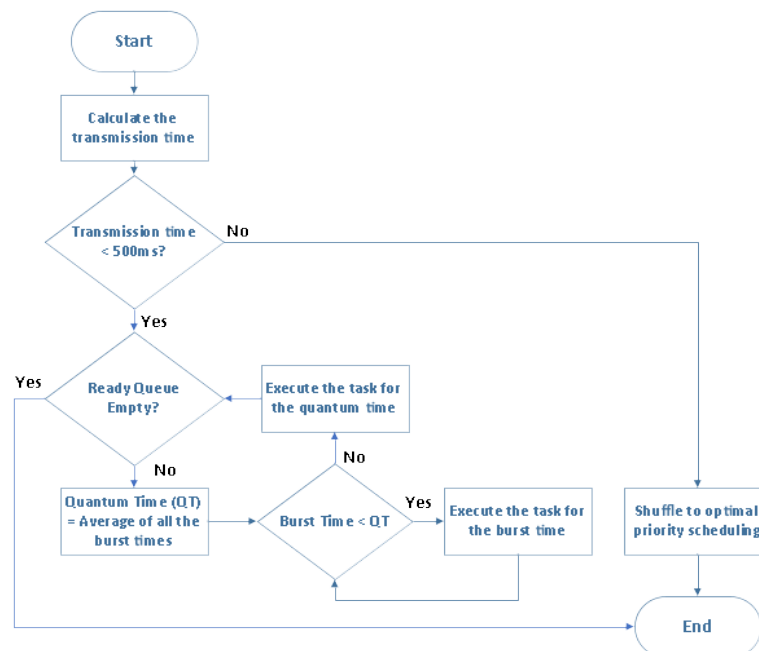 Start
Calculate the
transmission time
Transmission time
< 500ms?
No
Yes
Yes
Ready Queue
Empty?
Execute the task for
the quantum time
No
No
Quantum Time (QT)
= Average of all the
burst times
Burst Time < QT
Yes
Execute the task for
the burst time
Shuffle to optimal
priority scheduling
End